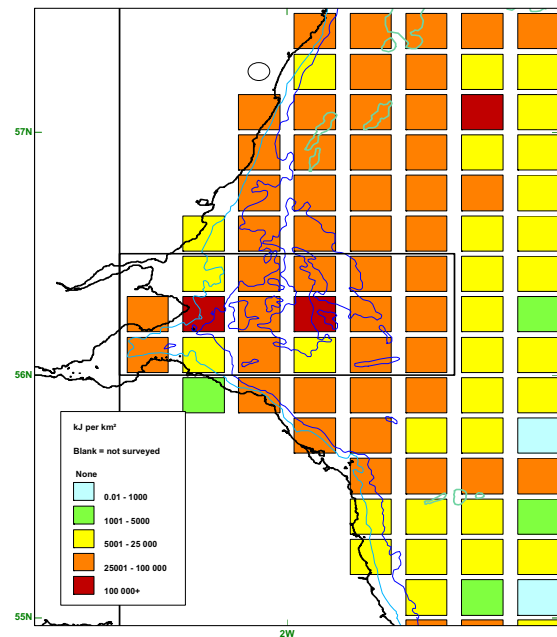 57N
56N
kJ per km²
Blank = not surveyed
None
0.01 - 1000
1001 - 5000
5001 - 25 000
25001 - 100 000
100 000+
55N
2W